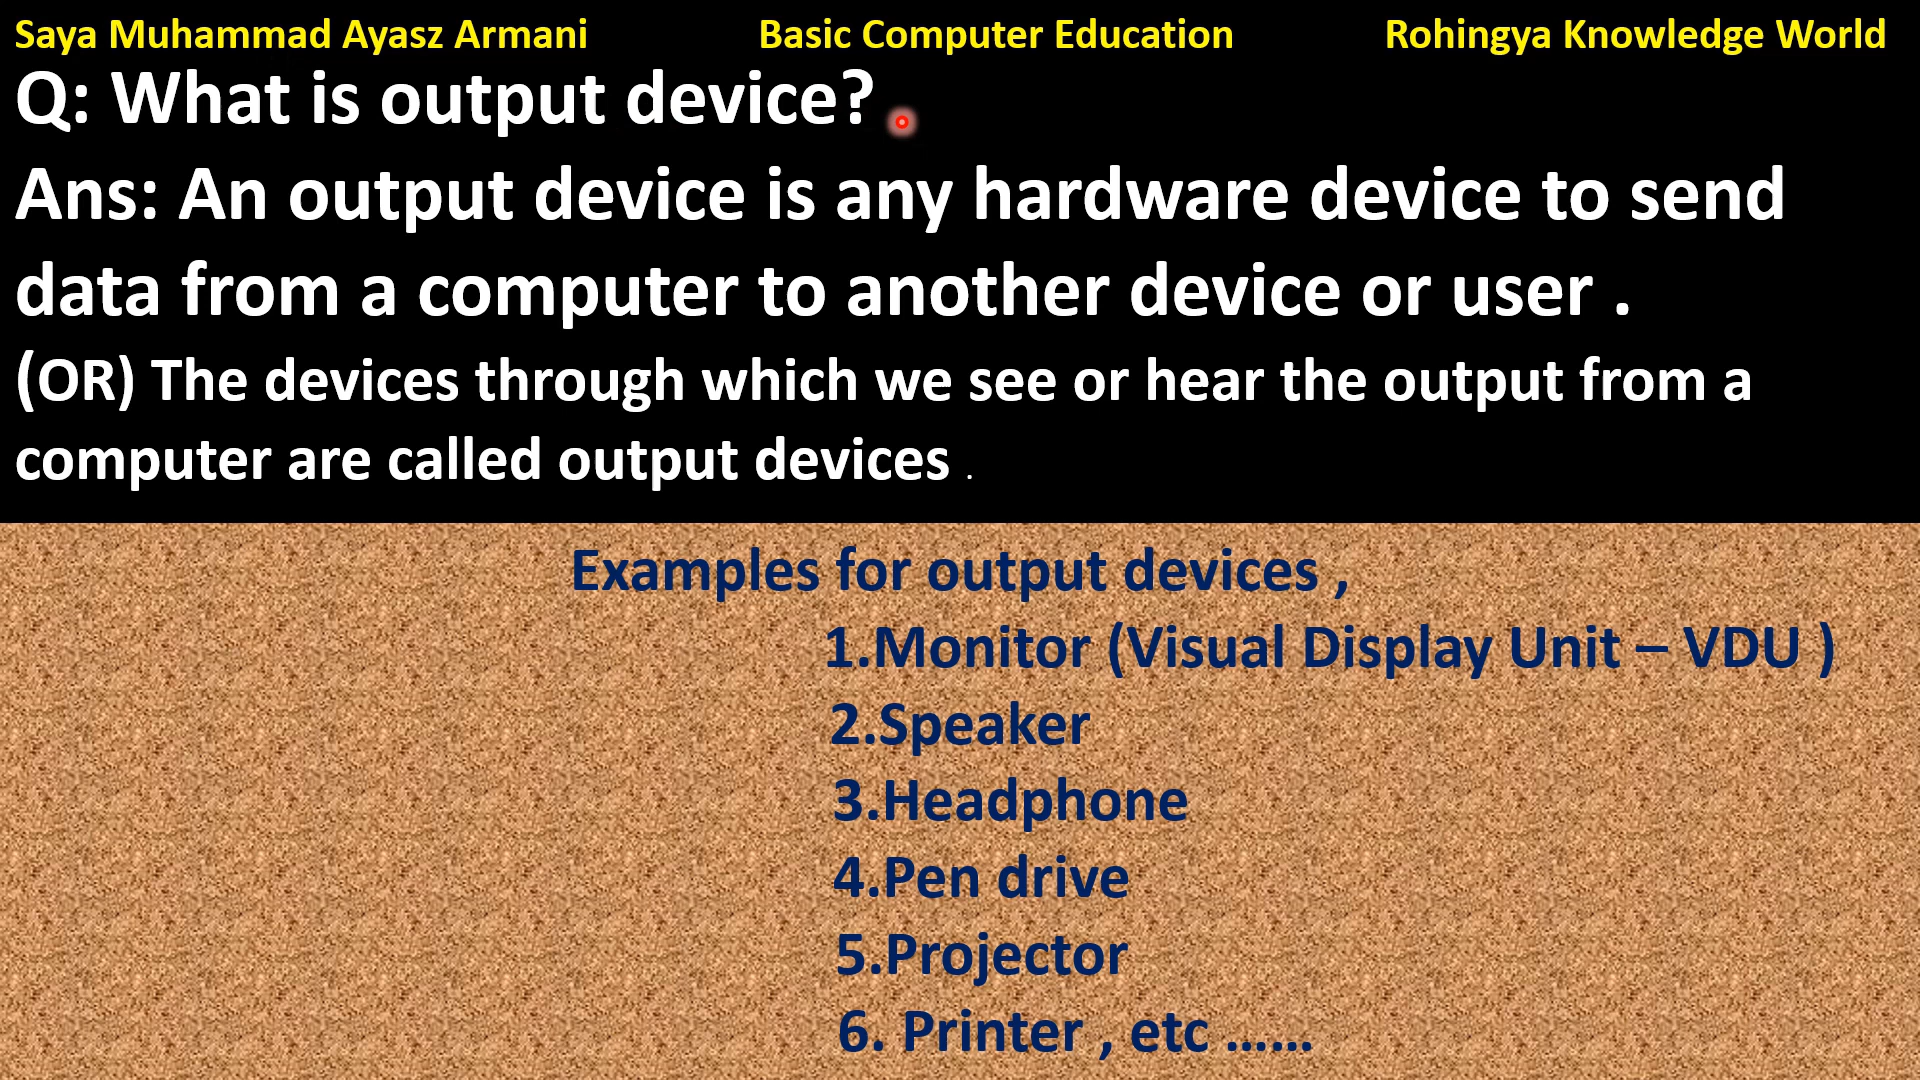 Saya Muhammad Ayasz Armani Basic Computer Education Rohingya Knowledge World
Q: What is output device?
Ans: An output device is any hardware device to send
data from a computer to another device or user .
(OR) The devices through which we see or hear the output from a
computer are called output devices .
Examples for output devices ,
1.Monitor (Visual Display Unit – VDU )
2.Speaker
3.Headphone
4.Pen drive
5.Projector
6. Printer , etc ......